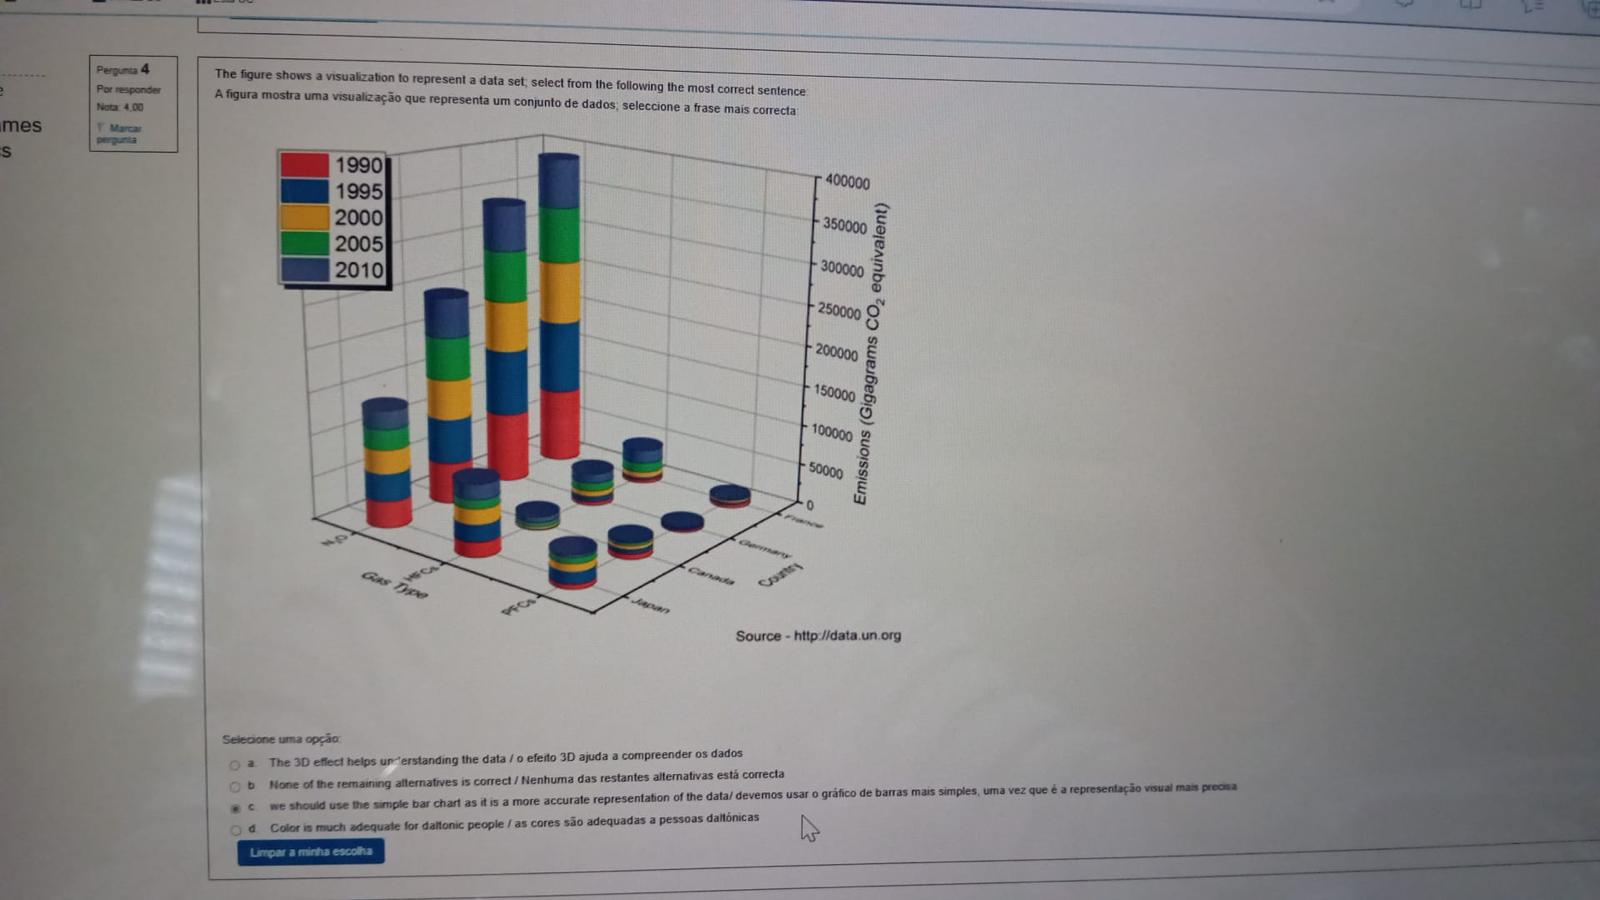 Pergunta 4
Por responder
Nota: 4,00
Marcar
pergunta
The figure shows a visualization to represent a data set; select from the following the most correct sentence:
A figura mostra uma visualização que representa um conjunto de dados; seleccione a frase mais correcta:
1990
1995
2000
2005
2010
400000
350000
300000
250000
200000
150000
100000
50000
0
Emissions (Gigagrams CO2 equivalent)
France
Germany
Canada
Japan
Country
N2O
HFCs
PFCs
Gas Type
Source - http://data.un.org
Selecione uma opção:
a. The 3D effect helps understanding the data / o efeito 3D ajuda a compreender os dados
b. None of the remaining alternatives is correct / Nenhuma das restantes alternativas está correcta
c. we should use the simple bar chart as it is a more accurate representation of the data/ devemos usar o gráfico de barras mais simples, uma vez que é a representação visual mais precisa
d. Color is much adequate for daltonic people / as cores são adequadas a pessoas daltónicas
Limpar a minha escolha